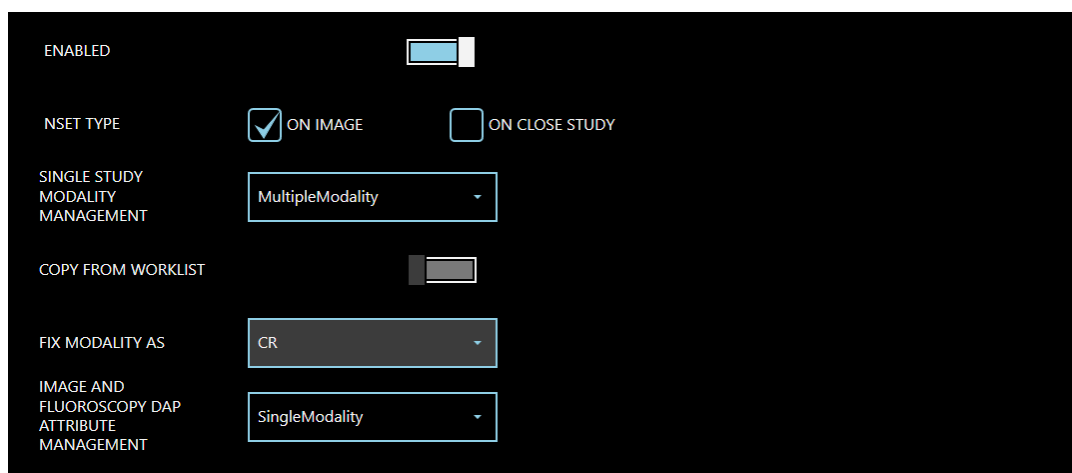 ENABLED
NSET TYPE
ON IMAGE
ON CLOSE STUDY
SINGLE STUDY
MODALITY
MANAGEMENT
MultipleModality
COPY FROM WORKLIST
FIX MODALITY AS
CR
IMAGE AND
FLUOROSCOPY DAP
ATTRIBUTE
MANAGEMENT
SingleModality